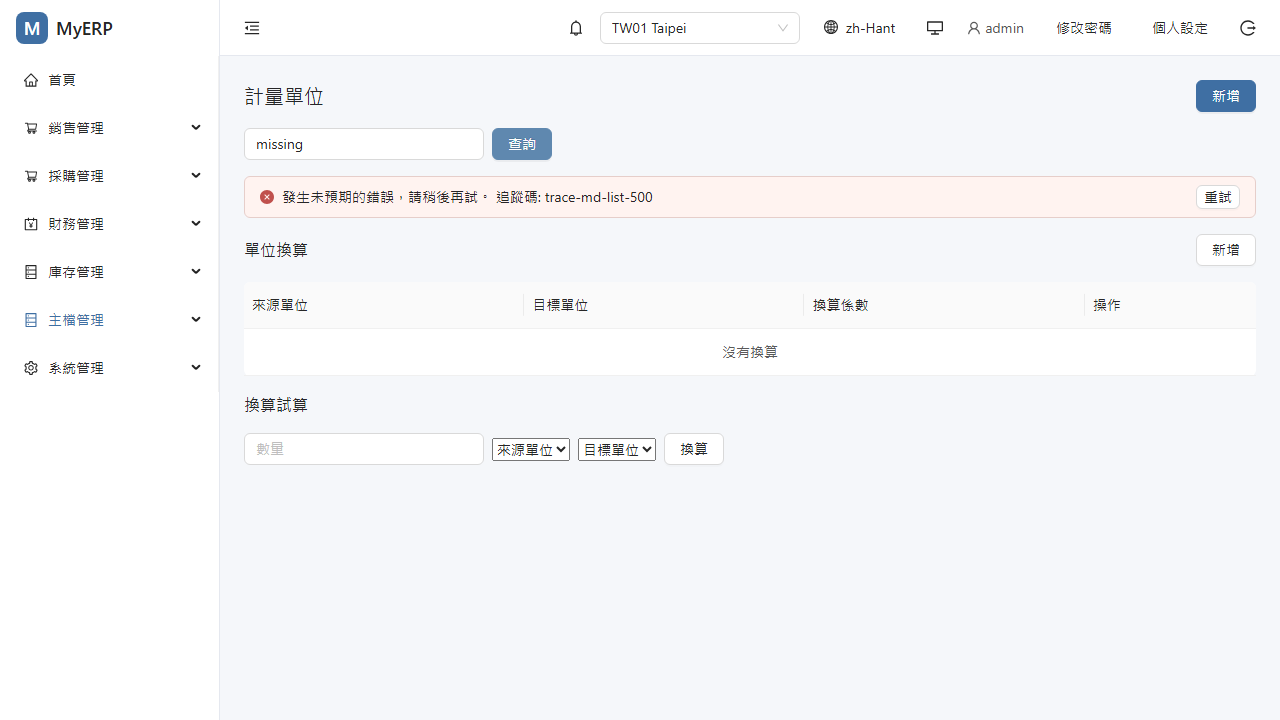 M MyERP
TW01 Taipei
zh-Hant
admin
修改密碼
個人設定
首頁
銷售管理
採購管理
財務管理
庫存管理
主檔管理
系統管理
計量單位
新增
missing
查詢
發生未預期的錯誤，請稍後再試。 追蹤碼: trace-md-list-500
重試
單位換算
新增
來源單位 目標單位 換算係數 操作
沒有換算
換算試算
數量
來源單位
目標單位
換算